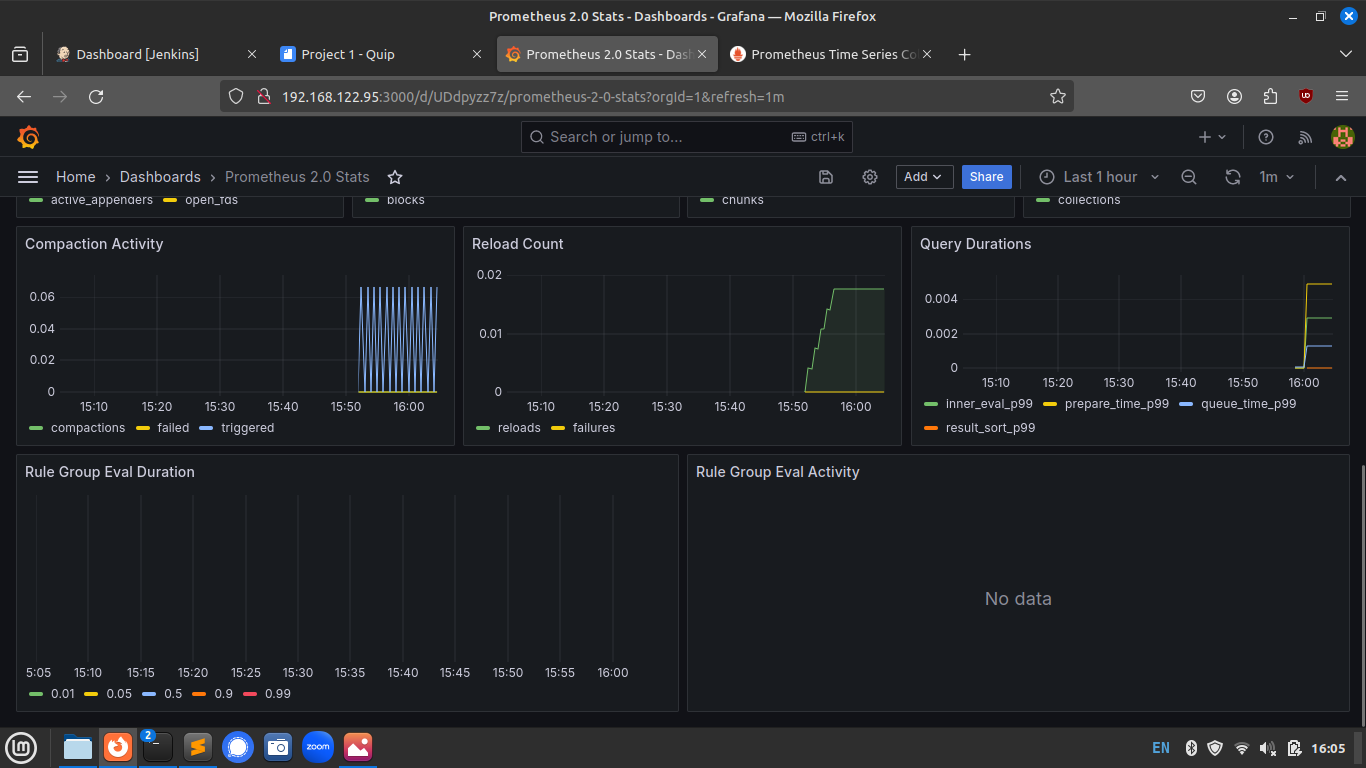 Prometheus 2.0 Stats - Dashboards - Grafana — Mozilla Firefox
Dashboard [Jenkins]
Project 1 - Quip
Prometheus 2.0 Stats - Dash
Prometheus Time Series Co
192.168.122.95:3000/d/UDdpyzz7z/prometheus-2-0-stats?orgId=1&refresh=1m
Search or jump to... ctrl+k
Home › Dashboards › Prometheus 2.0 Stats
Add
Share
Last 1 hour
1m
active_appenders open_fds
blocks
chunks
collections
Compaction Activity
0.06
0.04
0.02
0
15:10 15:20 15:30 15:40 15:50 16:00
compactions failed triggered
Reload Count
0.02
0.01
0
15:10 15:20 15:30 15:40 15:50 16:00
reloads failures
Query Durations
0.004
0.002
0
15:10 15:20 15:30 15:40 15:50 16:00
inner_eval_p99 prepare_time_p99 queue_time_p99
result_sort_p99
Rule Group Eval Duration
5:05 15:10 15:15 15:20 15:25 15:30 15:35 15:40 15:45 15:50 15:55 16:00
0.01 0.05 0.5 0.9 0.99
Rule Group Eval Activity
No data
2
zoom
EN
16:05